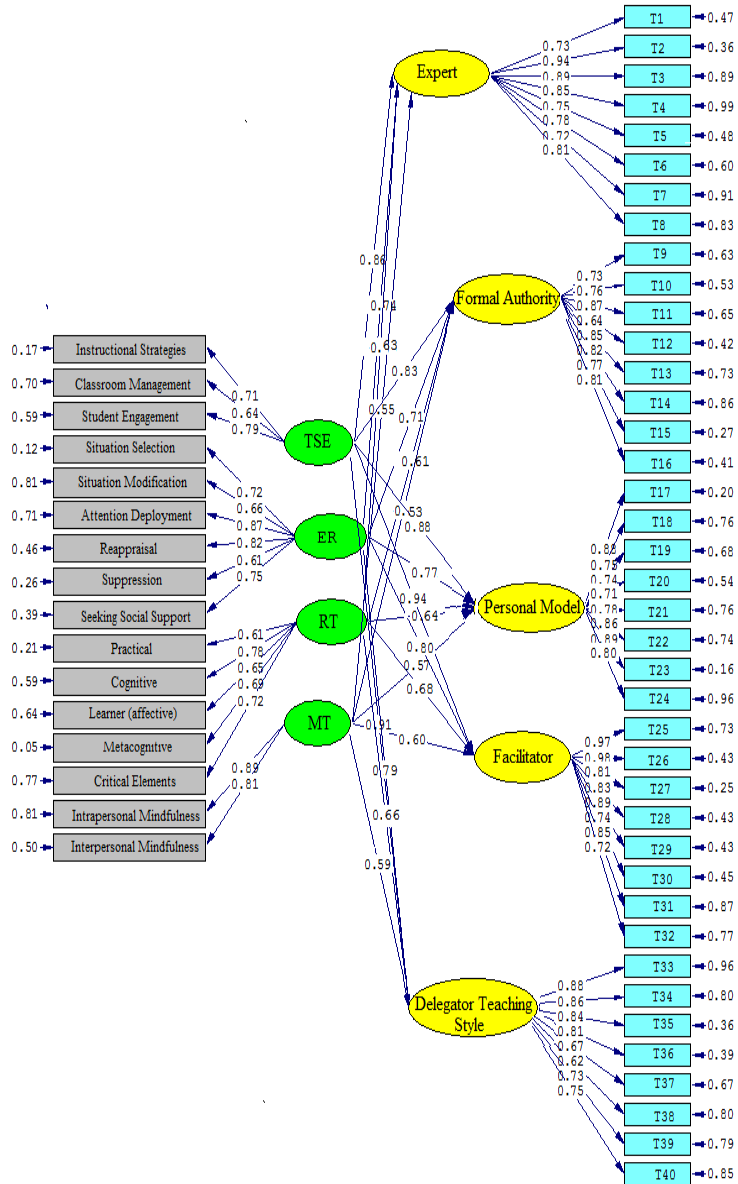 T1
0.47
T2
0.36
T3
0.89
T4
0.99
T5
0.48
T6
0.60
T7
0.91
T8
0.83
Expert
0.73
0.94
0.89
0.85
0.75
0.78
0.72
0.81
T9
0.63
T10
0.53
T11
0.65
T12
0.42
T13
0.73
T14
0.86
T15
0.27
T16
0.41
Formal Authority
0.73
0.76
0.87
0.64
0.85
0.82
0.77
0.81
0.86
0.74
0.63
0.55
0.83
0.71
0.61
0.53
0.17
Instructional Strategies
0.70
Classroom Management
0.59
Student Engagement
0.12
Situation Selection
0.81
Situation Modification
0.71
Attention Deployment
0.46
Reappraisal
0.26
Suppression
0.39
Seeking Social Support
0.21
Practical
0.59
Cognitive
0.64
Learner (affective)
0.05
Metacognitive
0.77
Critical Elements
0.81
Intrapersonal Mindfulness
0.50
Interpersonal Mindfulness
0.71
0.64
0.79
TSE
0.72
0.66
0.87
0.82
0.61
0.75
ER
0.61
0.78
0.65
0.69
0.72
RT
0.89
0.81
MT
0.88
0.77
0.64
0.57
0.94
0.80
0.68
0.60
0.91
0.79
0.66
0.59
Personal Model
0.83
0.75
0.74
0.71
0.78
0.86
0.89
0.80
T17
0.20
T18
0.76
T19
0.68
T20
0.54
T21
0.76
T22
0.74
T23
0.16
T24
0.96
Facilitator
0.97
0.98
0.81
0.83
0.89
0.74
0.85
0.72
T25
0.73
T26
0.43
T27
0.25
T28
0.43
T29
0.43
T30
0.45
T31
0.87
T32
0.77
Delegator Teaching
Style
0.88
0.86
0.84
0.81
0.67
0.62
0.73
0.75
T33
0.96
T34
0.80
T35
0.36
T36
0.39
T37
0.67
T38
0.80
T39
0.79
T40
0.85